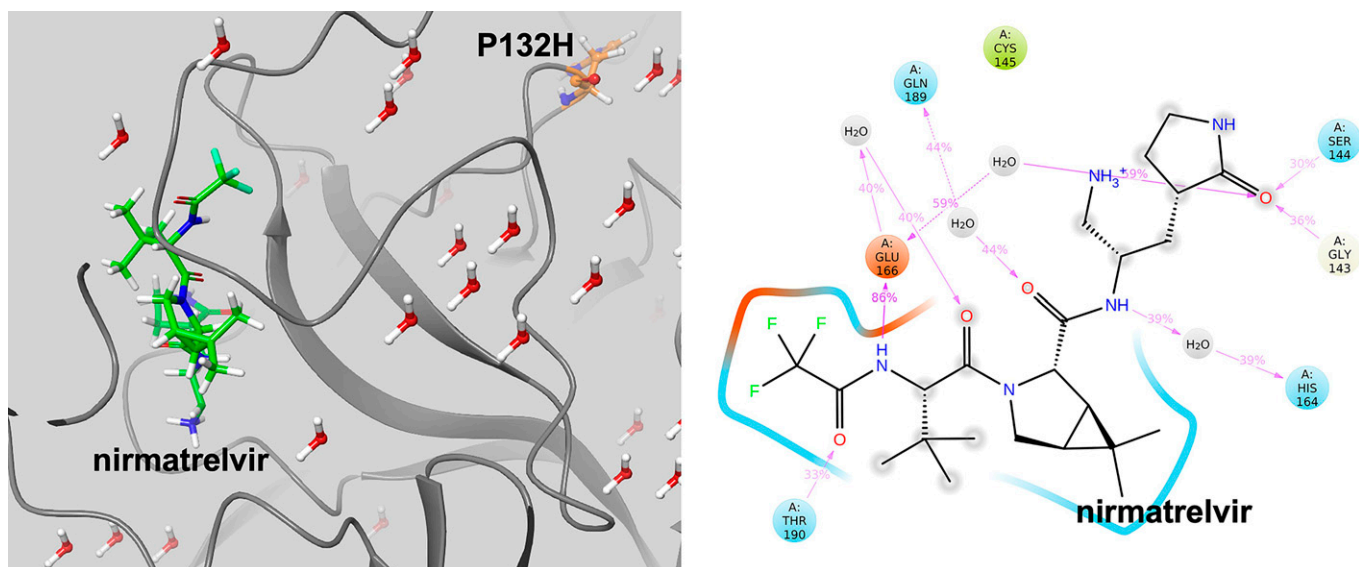 P132H
nirmatrelvir
A:
CYS
145
A:
GLN
189
H₂O
44%
H₂O
NH
A:
SER
144
30%
NH₃⁺
59%
O
40%
40%
59%
H₂O
36%
A:
GLY
143
44%
A:
GLU
166
O
86%
O
NH
39%
H₂O
39%
F
F
H
N
A:
HIS
164
F
N
O
33%
A:
THR
190
nirmatrelvir